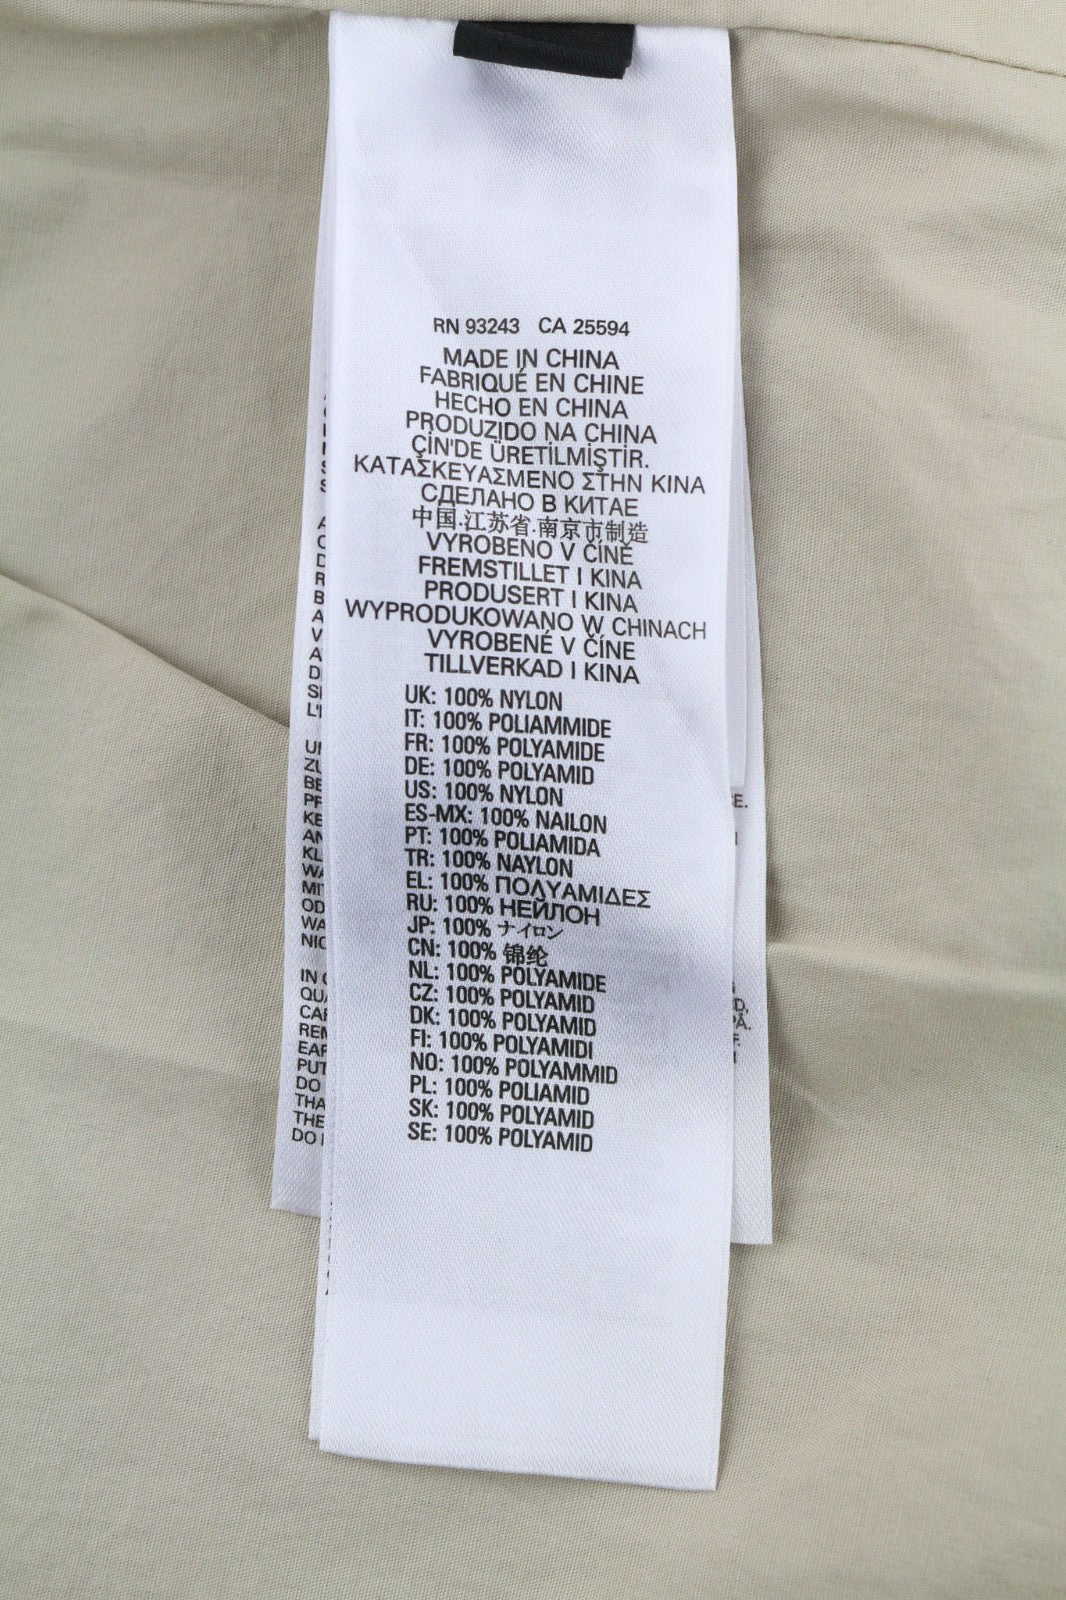 RN 93243 CA 25594
MADE IN CHINA
FABRIQUÉ EN CHINE
HECHO EN CHINA
PRODUZIDO NA CHINA
ÇİN'DE ÜRETİLMİŞTİR.
ΚΑΤΑΣΚΕΥΑΣΜΕΝΟ ΣΤΗΝ ΚΙΝΑ
СДЕЛАНО В КИТАЕ
中国.江苏省.南京市制造
VYROBENO V ČÍNĚ
FREMSTILLET I KINA
PRODUSERT I KINA
WYPRODUKOWANO W CHINACH
VYROBENÉ V ČÍNE
TILLVERKAD I KINA
UK: 100% NYLON
IT: 100% POLIAMMIDE
FR: 100% POLYAMIDE
DE: 100% POLYAMID
US: 100% NYLON
ES-MX: 100% NAILON
PT: 100% POLIAMIDA
TR: 100% NAYLON
EL: 100% ΠΟΛΥΑΜΙΔΕΣ
RU: 100% НЕЙЛОН
JP: 100% ナイロン
CN: 100% 锦纶
NL: 100% POLYAMIDE
CZ: 100% POLYAMID
DK: 100% POLYAMID
FI: 100% POLYAMIDI
NO: 100% POLYAMMID
PL: 100% POLIAMID
SK: 100% POLYAMID
SE: 100% POLYAMID